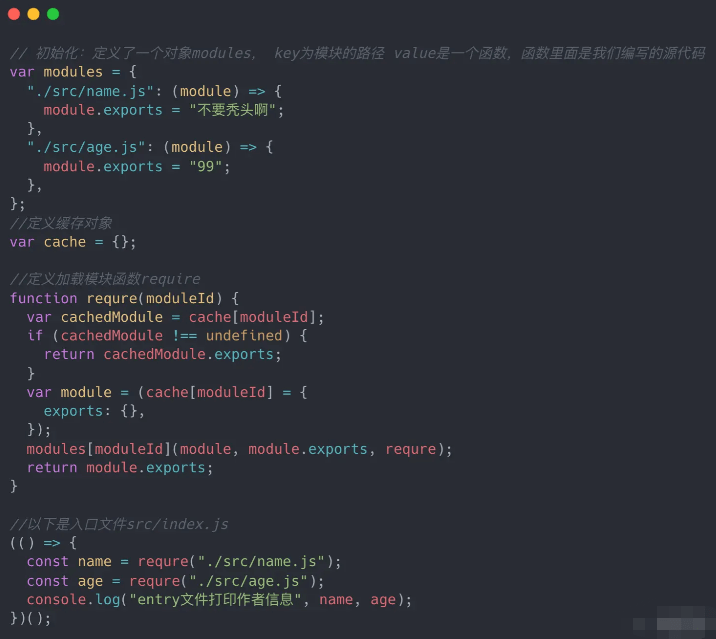 // 初始化：定义了一个对象modules， key为模块的路径 value是一个函数，函数里面是我们编写的源代码
var modules = {
  "./src/name.js": (module) => {
    module.exports = "不要秃头啊";
  },
  "./src/age.js": (module) => {
    module.exports = "99";
  },
};
//定义缓存对象
var cache = {};

//定义加载模块函数require
function requre(moduleId) {
  var cachedModule = cache[moduleId];
  if (cachedModule !== undefined) {
    return cachedModule.exports;
  }
  var module = (cache[moduleId] = {
    exports: {},
  });
  modules[moduleId](module, module.exports, requre);
  return module.exports;
}

//以下是入口文件src/index.js
(() => {
  const name = requre("./src/name.js");
  const age = requre("./src/age.js");
  console.log("entry文件打印作者信息", name, age);
})();